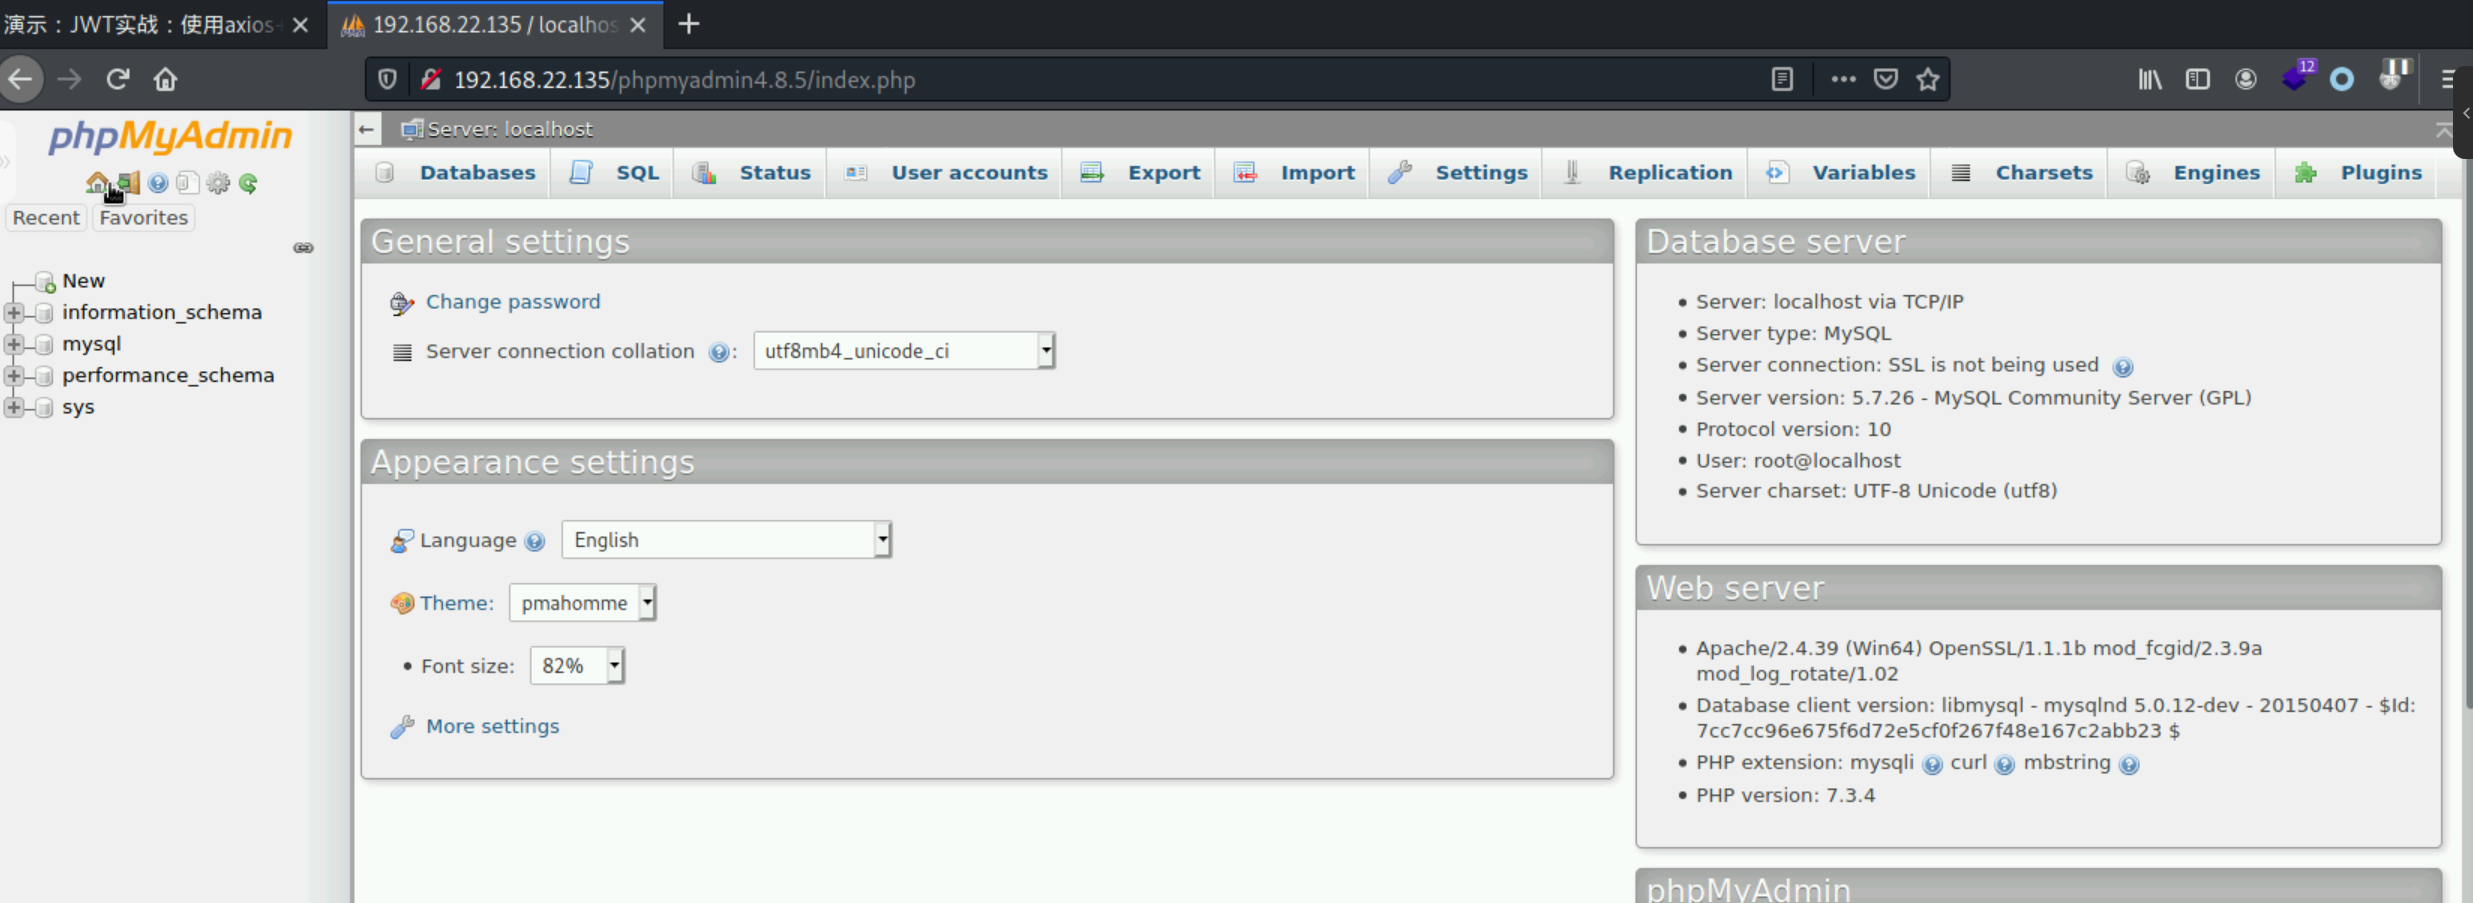 演示：JWT实战：使用axios
192.168.22.135 / localhos
192.168.22.135/phpmyadmin4.8.5/index.php
12
phpMyAdmin
Server: localhost
Databases SQL Status User accounts Export Import Settings Replication Variables Charsets Engines Plugins
Recent Favorites
New
information_schema
mysql
performance_schema
sys
General settings
Change password
Server connection collation : utf8mb4_unicode_ci
Appearance settings
Language English
Theme: pmahomme
Font size: 82%
More settings
Database server
Server: localhost via TCP/IP
Server type: MySQL
Server connection: SSL is not being used
Server version: 5.7.26 - MySQL Community Server (GPL)
Protocol version: 10
User: root@localhost
Server charset: UTF-8 Unicode (utf8)
Web server
Apache/2.4.39 (Win64) OpenSSL/1.1.1b mod_fcgid/2.3.9a
mod_log_rotate/1.02
Database client version: libmysql - mysqlnd 5.0.12-dev - 20150407 - $Id:
7cc7cc96e675f6d72e5cf0f267f48e167c2abb23 $
PHP extension: mysqli curl mbstring
PHP version: 7.3.4
phpMyAdmin